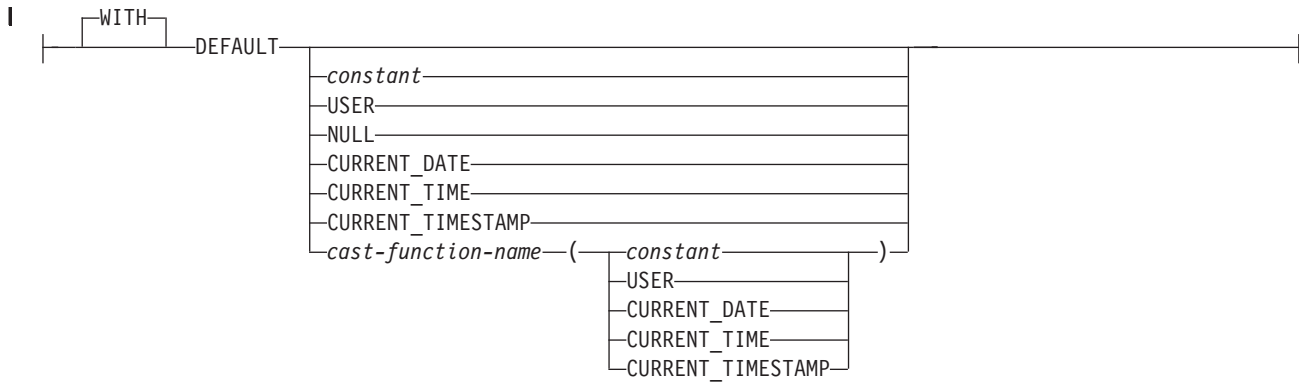 WITH
DEFAULT
constant
USER
NULL
CURRENT_DATE
CURRENT_TIME
CURRENT_TIMESTAMP
cast-function-name ( constant )
USER
CURRENT_DATE
CURRENT_TIME
CURRENT_TIMESTAMP